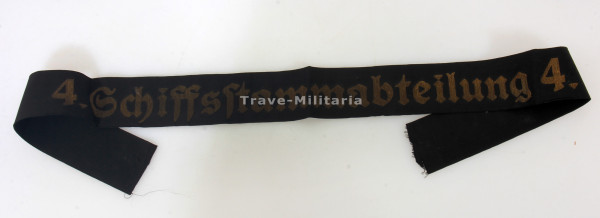 4. Schiffsstammabteilung 4.
Trave-Militaria